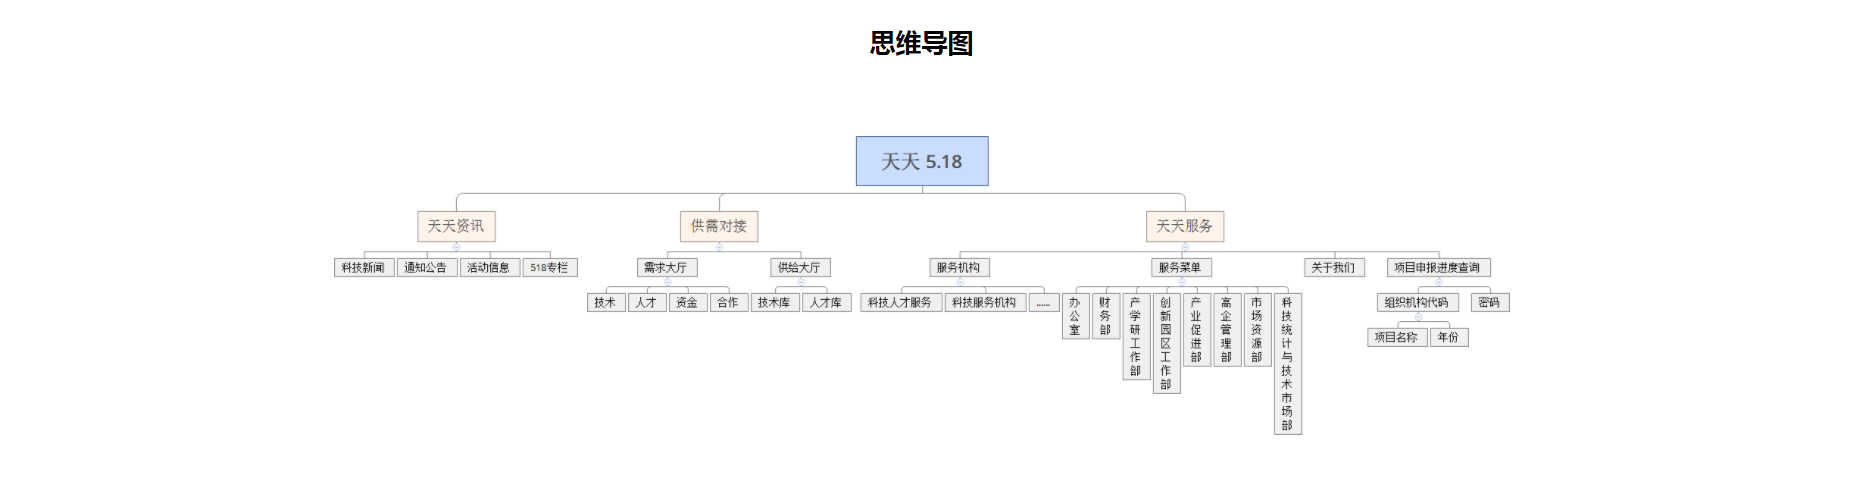 思维导图
天天 5.18
天天资讯
供需对接
天天服务
科技新闻
通知公告
活动信息
518专栏
需求大厅
供给大厅
服务机构
服务菜单
关于我们
项目申报进度查询
技术
人才
资金
合作
技术库
人才库
科技人才服务
科技服务机构
......
办公室
财务部
产学研工作部
创新园区工作部
产业促进部
高企管理部
市场资源部
科技统计与技术市场部
组织机构代码
密码
项目名称
年份